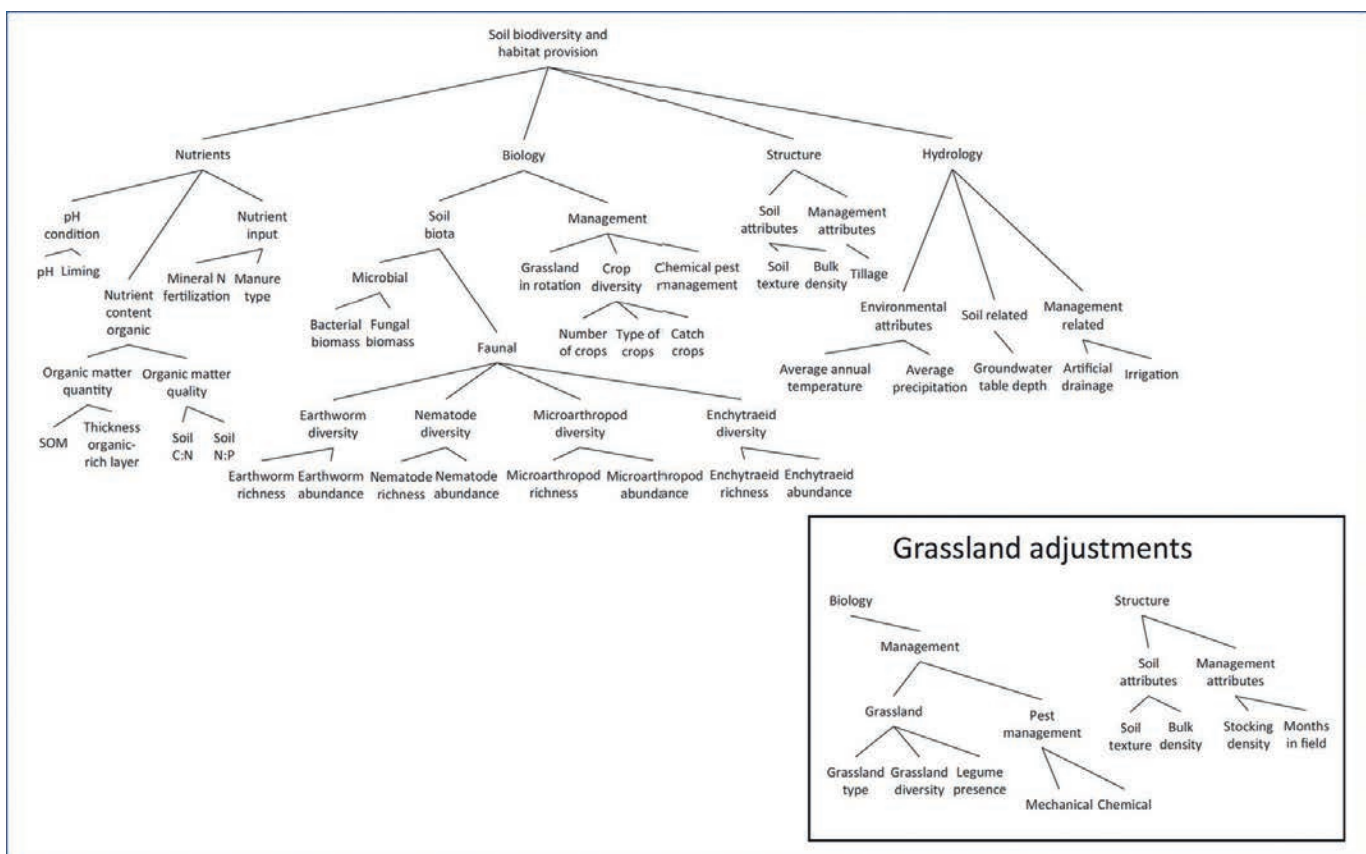 Soil biodiversity and
habitat provision
Nutrients
Biology
Structure
Hydrology
pH
condition
Nutrient
input
Soil
biota
Management
Soil
attributes
Management
attributes
pH Liming
Mineral N
fertilization
Manure
type
Nutrient
content
organic
Microbial
Grassland
in rotation
Crop
diversity
Chemical pest
management
Soil
texture
Bulk
density
Tillage
Environmental
attributes
Soil related
Management
related
Bacterial
biomass
Fungal
biomass
Number
of crops
Type of
crops
Catch
crops
Faunal
Organic matter
quantity
Organic matter
quality
Average annual
temperature
Average
precipitation
Groundwater
table depth
Artificial
drainage
Irrigation
Earthworm
diversity
Nematode
diversity
Microarthropod
diversity
Enchytraeid
diversity
SOM
Thickness
organic-
rich layer
Soil
C:N
Soil
N:P
Earthworm
richness
Earthworm
abundance
Nematode
richness
Nematode
abundance
Microarthropod
richness
Microarthropod
abundance
Enchytraeid
richness
Enchytraeid
abundance
Grassland adjustments
Biology
Structure
Management
Soil
attributes
Management
attributes
Grassland
Pest
management
Soil
texture
Bulk
density
Stocking
density
Months
in field
Grassland
type
Grassland
diversity
Legume
presence
Mechanical Chemical